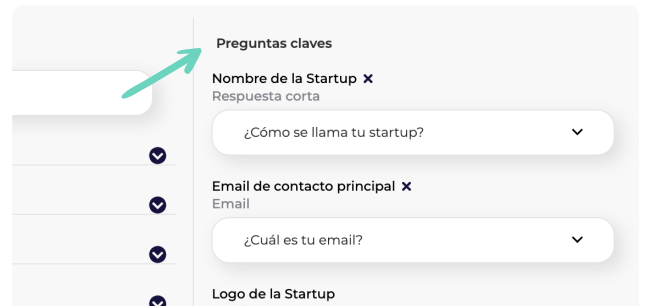 Preguntas claves
Nombre de la Startup
Respuesta corta
¿Cómo se llama tu startup?
Email de contacto principal
Email
¿Cuál es tu email?
Logo de la Startup